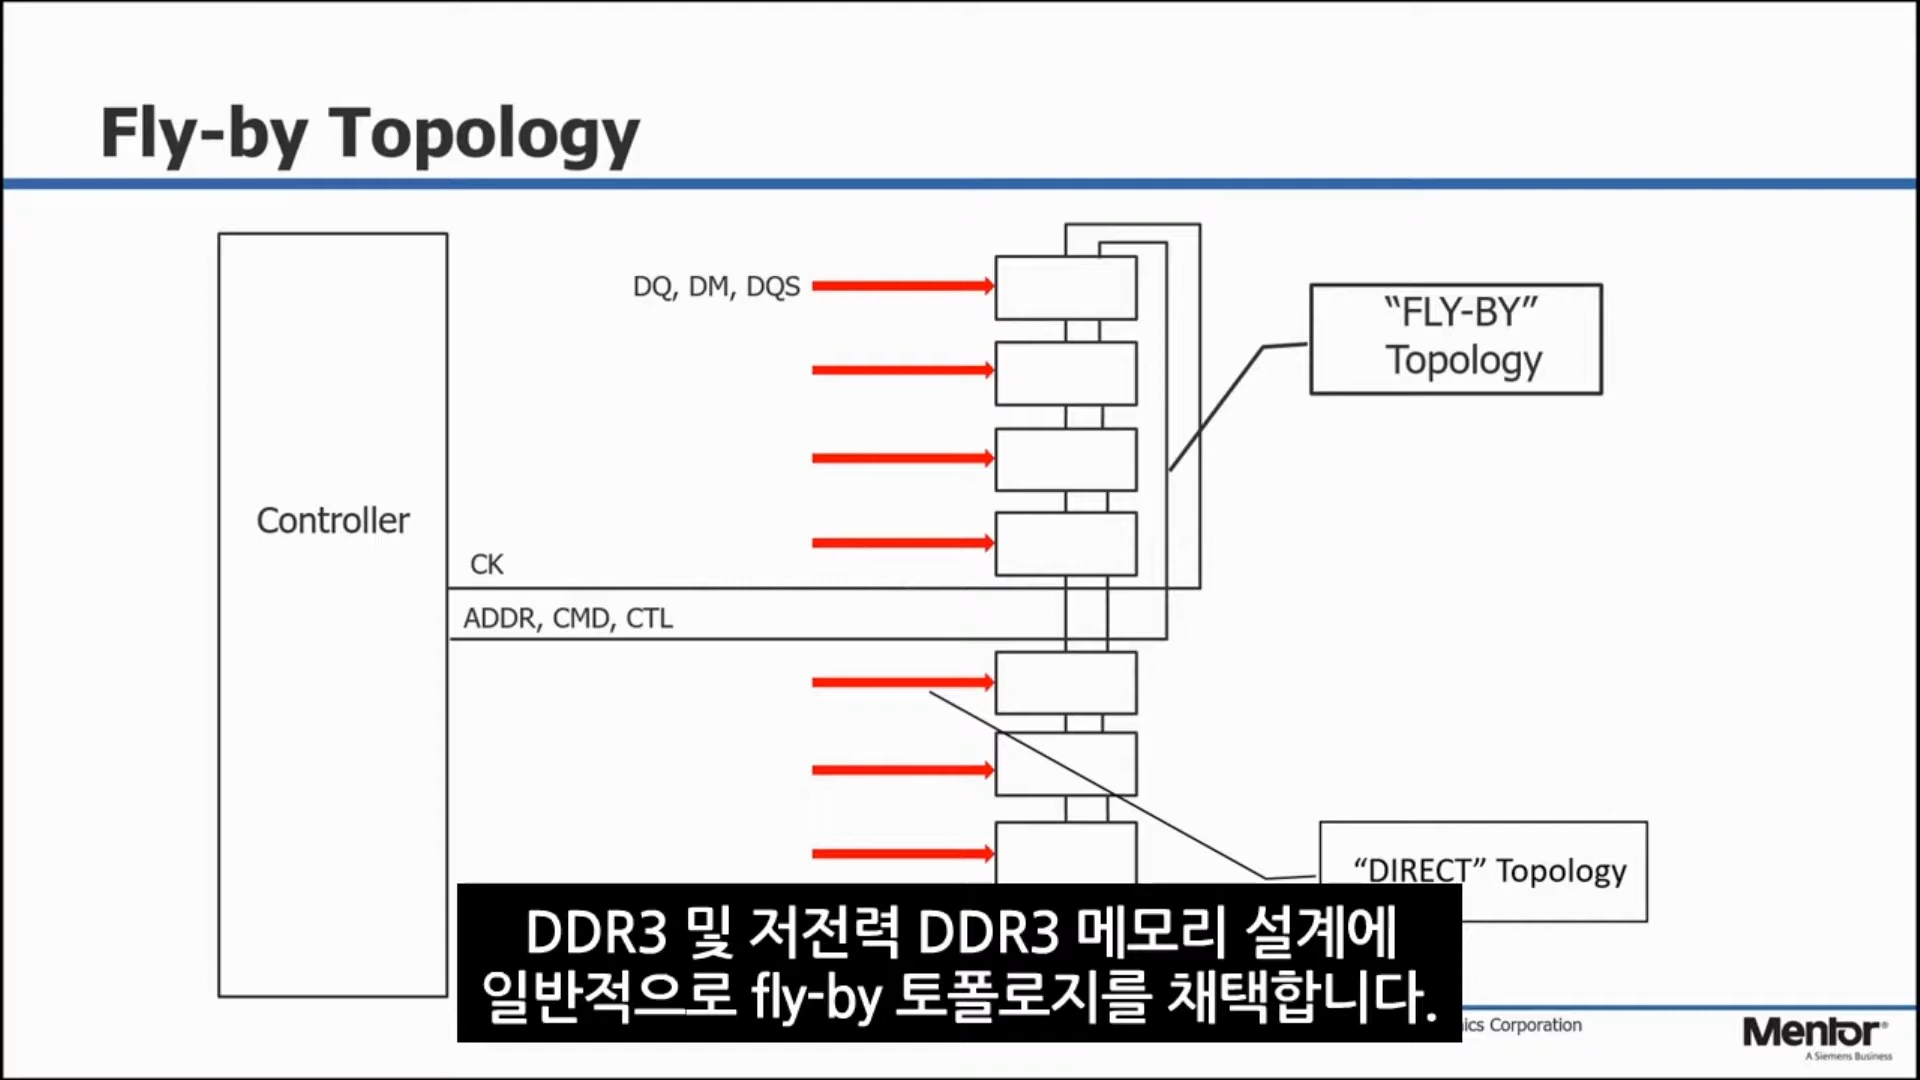 Fly-by Topology
DQ, DM, DQS
“FLY-BY”
Topology
Controller
CK
ADDR, CMD, CTL
“DIRECT” Topology
DDR3 및 저전력 DDR3 메모리 설계에
일반적으로 fly-by 토폴로지를 채택합니다.
Corporation
Mentor
A Siemens Business